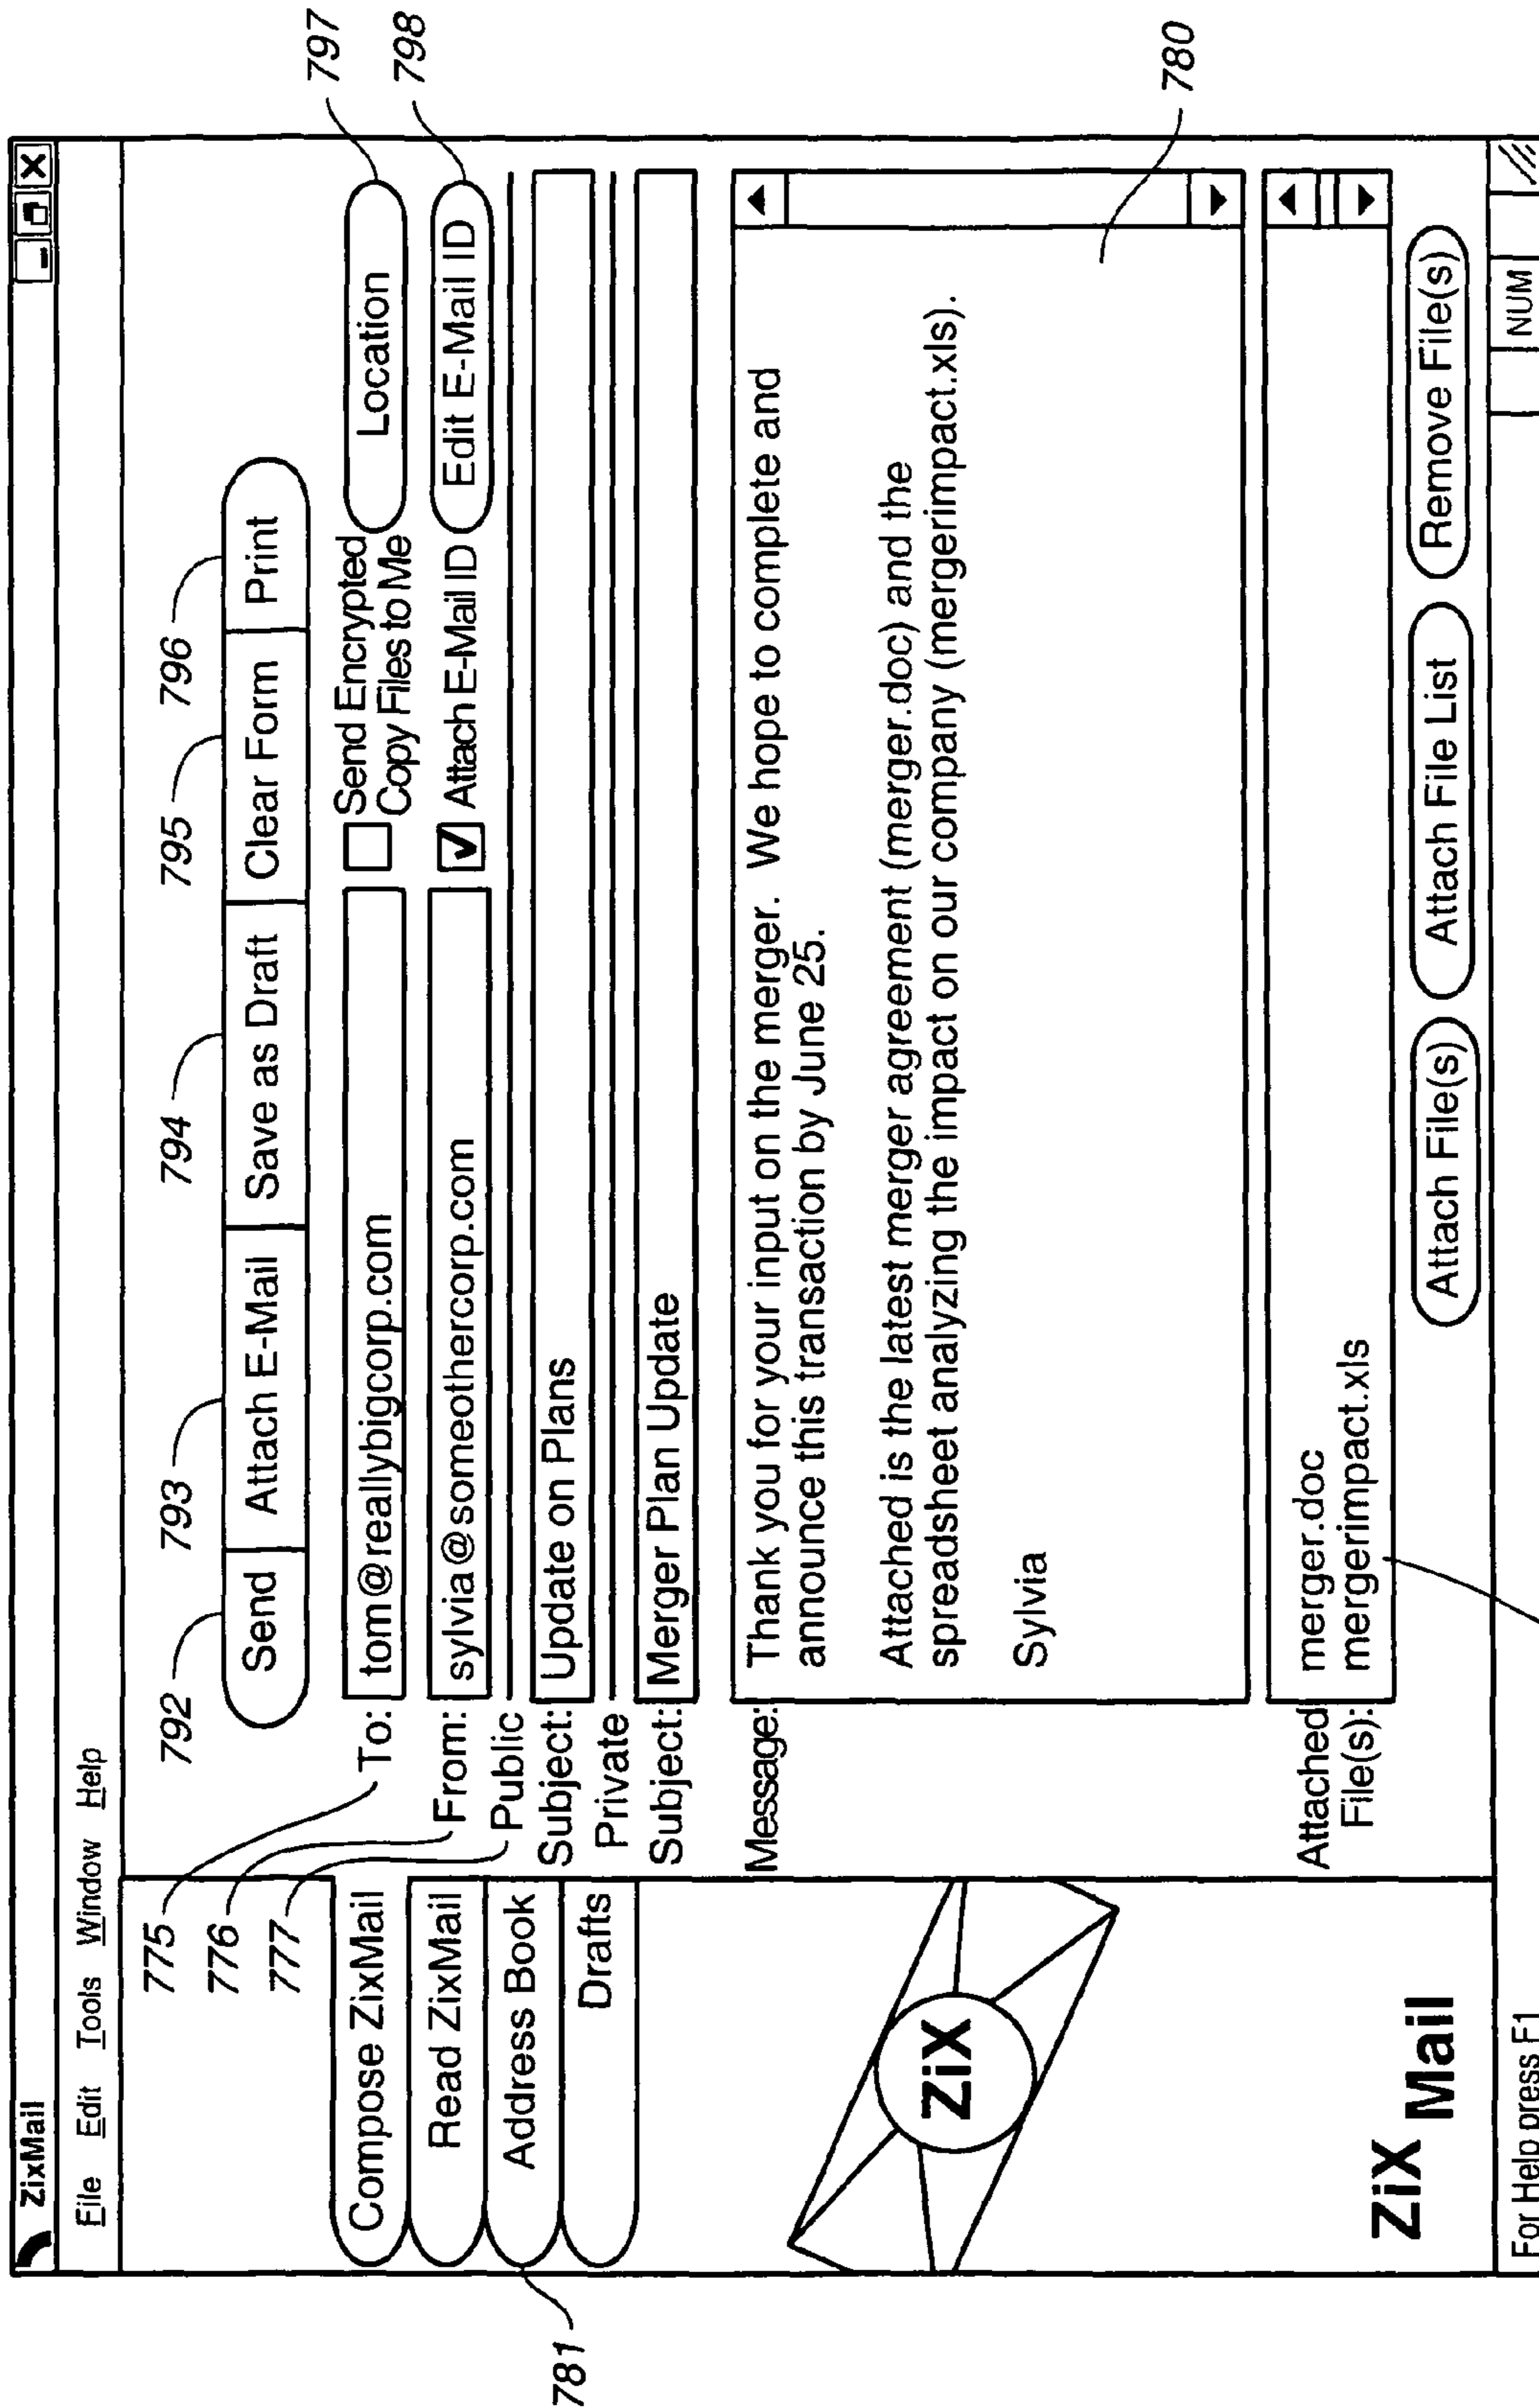 ZixMail
File Edit Tools Window Help
792 793 794 795 796
Send Attach E-Mail Save as Draft Clear Form Print
775
776
777
797
798
To: tom@reallybigcorp.com Send Encrypted Copy Files to Me Location
From: sylvia@someothercorp.com Attach E-Mail ID Edit E-Mail ID
Public
Subject: Update on Plans
Private
Subject: Merger Plan Update
Compose ZixMail
Read ZixMail
Address Book
Drafts
781
Message: Thank you for your input on the merger. We hope to complete and
announce this transaction by June 25.
Attached is the latest merger agreement (merger.doc) and the
spreadsheet analyzing the impact on our company (mergerimpact.xls).
Sylvia
780
ZiX
ZiX
Mail
Attached merger.doc
File(s): mergerimpact.xls
Attach File(s) Attach File List Remove File(s)
For Help press F1 NUM